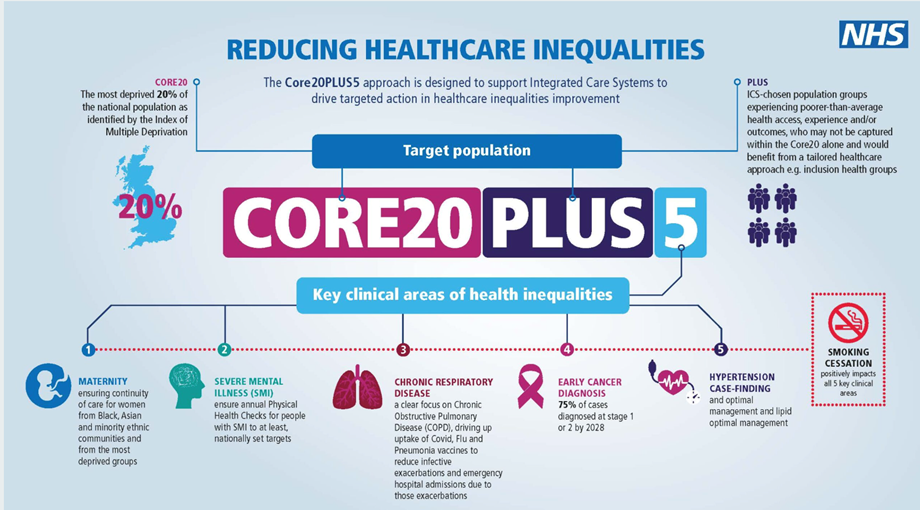 NHS
REDUCING HEALTHCARE INEQUALITIES
The Core20PLUS5 approach is designed to support Integrated Care Systems to
drive targeted action in healthcare inequalities improvement
CORE20
The most deprived 20% of
the national population as
identified by the Index of
Multiple Deprivation
20%
PLUS
ICS-chosen population groups
experiencing poorer-than-average
health access, experience and/or
outcomes, who may not be captured
within the Core20 alone and would
benefit from a tailored healthcare
approach e.g. inclusion health groups
Target population
CORE20 PLUS 5
Key clinical areas of health inequalities
1
MATERNITY
ensuring continuity
of care for women
from Black, Asian
and minority ethnic
communities and
from the most
deprived groups
2
SEVERE MENTAL
ILLNESS (SMI)
ensure annual Physical
Health Checks for people
with SMI to at least,
nationally set targets
3
CHRONIC RESPIRATORY
DISEASE
a clear focus on Chronic
Obstructive Pulmonary
Disease (COPD), driving up
uptake of Covid, Flu and
Pneumonia vaccines to
reduce infective
exacerbations and emergency
hospital admissions due to
those exacerbations
4
EARLY CANCER
DIAGNOSIS
75% of cases
diagnosed at stage 1
or 2 by 2028
5
HYPERTENSION
CASE-FINDING
and optimal
management and lipid
optimal management
SMOKING
CESSATION
positively impacts
all 5 key clinical
areas